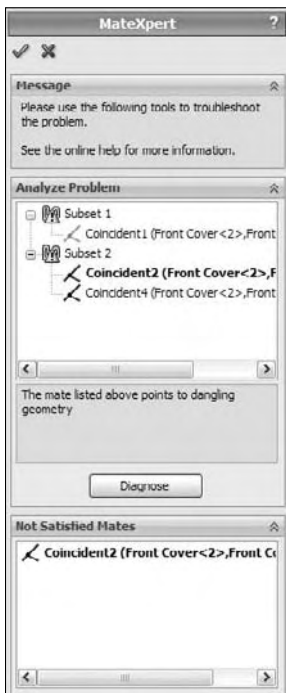 MateXpert ?
Message
Please use the following tools to troubleshoot
the problem.
See the online help for more information.
Analyze Problem
Subset 1
Coincident1 (Front Cover<2>,Front
Subset 2
Coincident2 (Front Cover<2>,F
Coincident4 (Front Cover<2>,Front
The mate listed above points to dangling
geometry
Diagnose
Not Satisfied Mates
Coincident2 (Front Cover<2>,Front Co